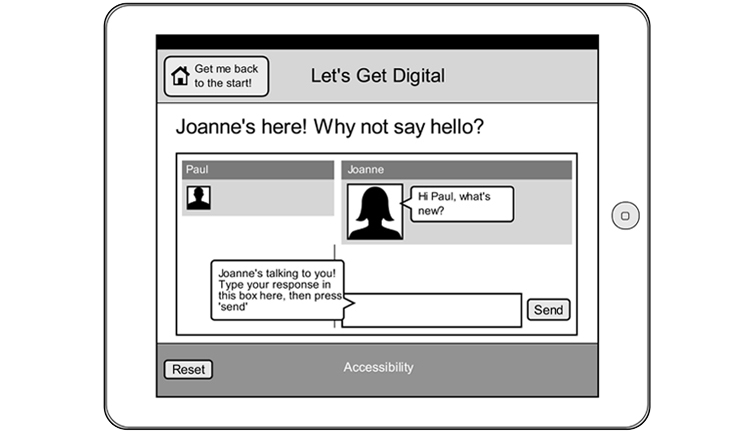 Get me back
to the start!
Let's Get Digital
Joanne's here! Why not say hello?
Paul
Joanne
Hi Paul, what's
new?
Joanne's talking to you!
Type your response in
this box here, then press
'send'
Send
Reset
Accessibility